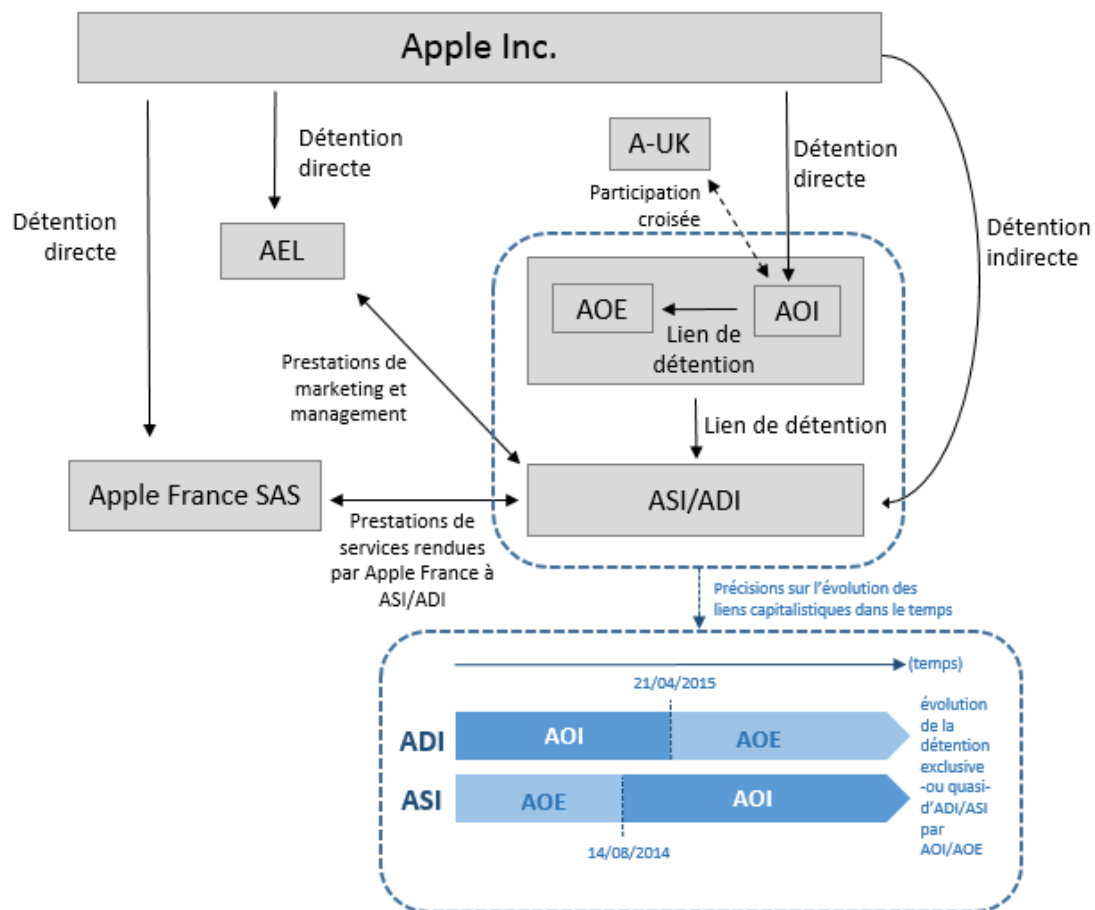 Apple Inc.
Détention
directe
A-UK
Détention
directe
Participation
croisée
Détention
directe
Détention
indirecte
AEL
AOE
AOI
Lien de
détention
Prestations de
marketing et
management
Lien de détention
Apple France SAS
ASI/ADI
Prestations de
services rendues
par Apple France à
ASI/ADI
Précisions sur l'évolution des
liens capitalistiques dans le temps
(temps)
21/04/2015
ADI
AOI
AOE
ASI
AOE
AOI
14/08/2014
évolution
de la
détention
exclusive
-ou quasi-
d'ADI/ASI
par
AOI/AOE